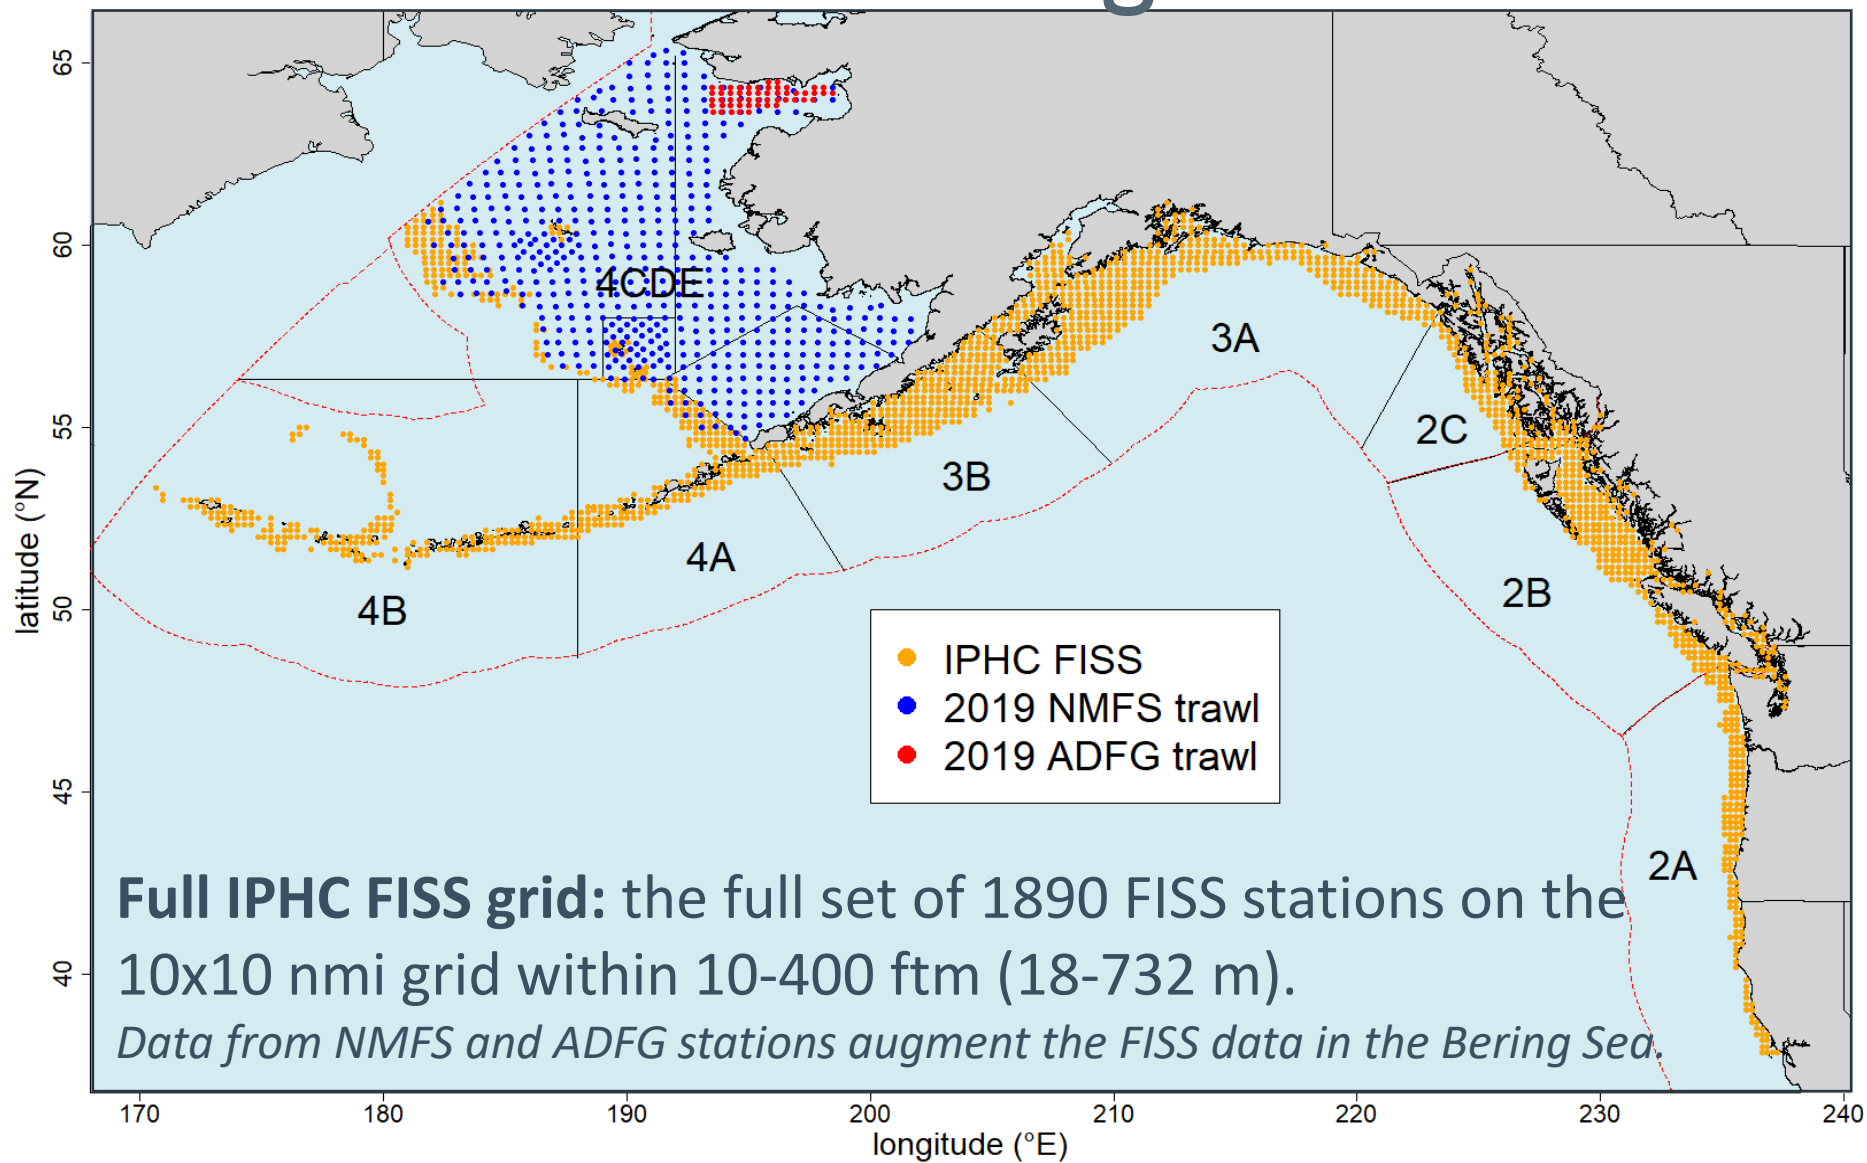 g
65
60
55
50
45
40
latitude (°N)
4CDE
3A
2C
3B
4A
2B
4B
2A
IPHC FISS
2019 NMFS trawl
2019 ADFG trawl
Full IPHC FISS grid: the full set of 1890 FISS stations on the
10x10 nmi grid within 10-400 ftm (18-732 m).
Data from NMFS and ADFG stations augment the FISS data in the Bering Sea.
170 180 190 200 210 220 230 240
longitude (°E)